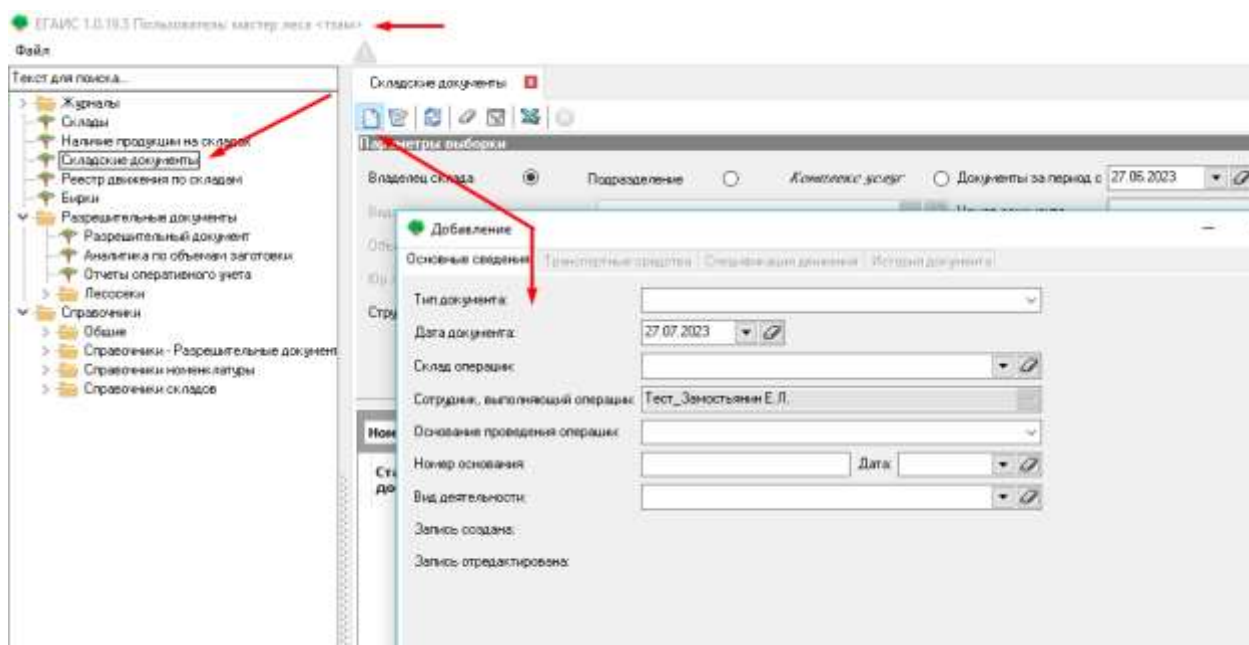 ЕГАИС 1.0.19.5 Пользователь: мастер леса <тзам>
Файл
Текст для поиска...
Журналы
Склады
Наличие продукции на складах
Складские документы
Реестр движения по складам
Бирки
Разрешительные документы
Разрешительный документ
Аналитика по объемам заготовки
Отчеты оперативного учета
Лесосеки
Справочники
Общие
Справочники - Разрешительные документ
Справочники номенклатуры
Справочники складов
Складские документы
Параметры выборки
Владелец склада
Подразделение
Комплекс услуг
Документы за период с 27.06.2023
Добавление
Основные сведения
Транспортные средства
Спецификация движения
История документа
Тип документа:
Дата документа: 27.07.2023
Склад операции:
Сотрудник, выполняющий операцию: Тест_Замостьянин Е.Л.
Основание проведения операции:
Номер основания: Дата:
Вид деятельности:
Запись создана:
Запись отредактирована: